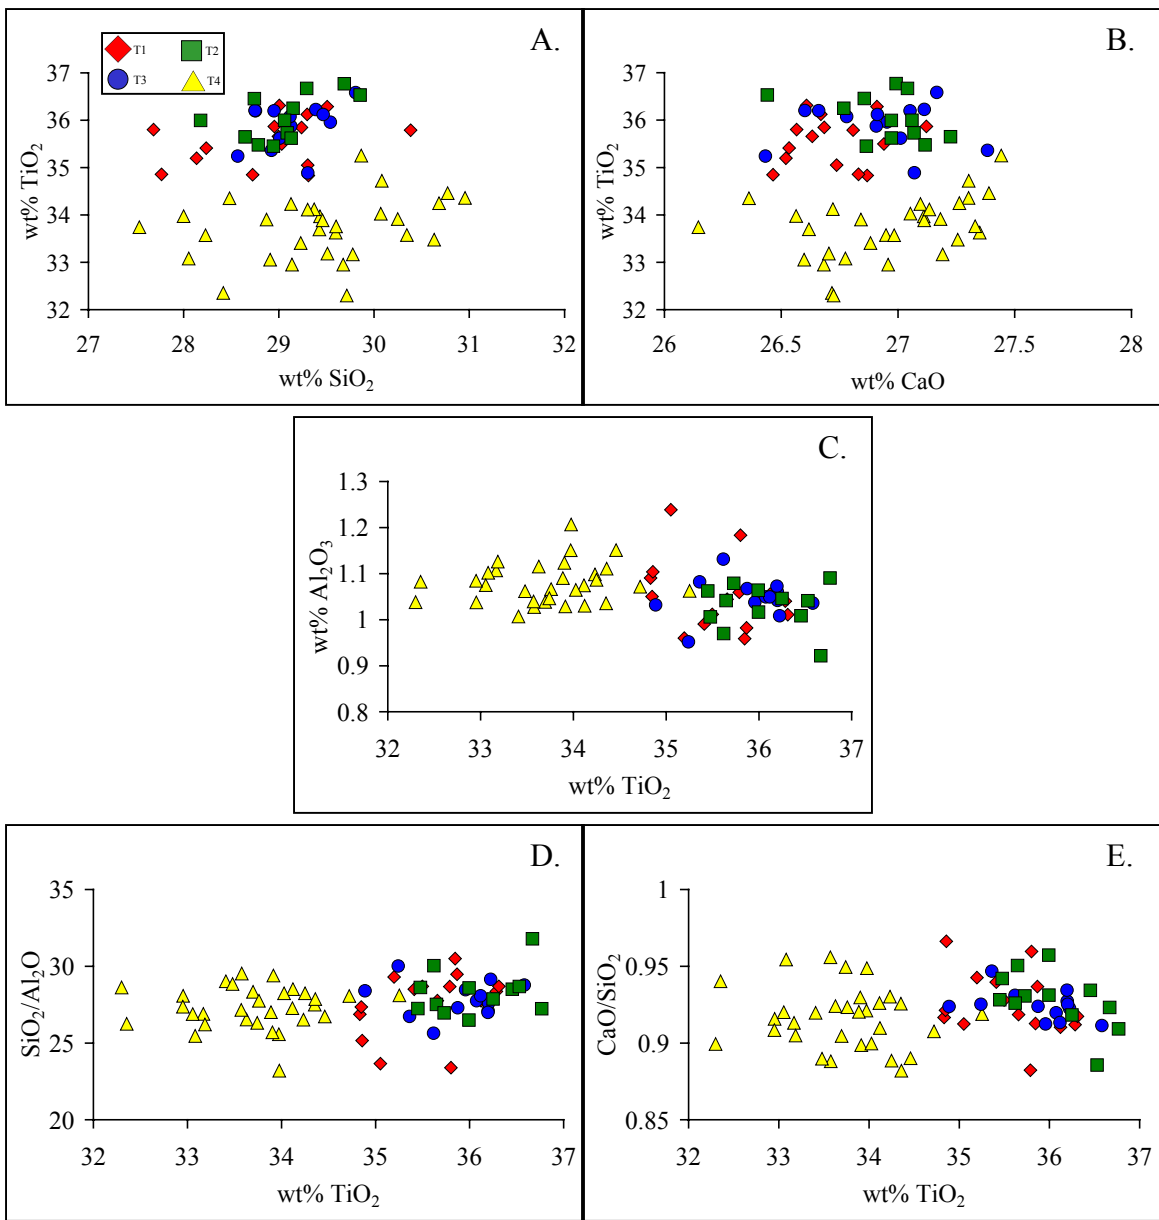 A.
T1 T2
T3 T4
37
36
35
34
33
32
wt% TiO₂
27 28 29 30 31 32
wt% SiO₂
B.
37
36
35
34
33
32
wt% TiO₂
26 26.5 27 27.5 28
wt% CaO
C.
1.3
1.2
1.1
1
0.9
0.8
wt% Al₂O₃
32 33 34 35 36 37
wt% TiO₂
D.
35
30
25
20
SiO₂/Al₂O
32 33 34 35 36 37
wt% TiO₂
E.
1
0.95
0.9
0.85
CaO/SiO₂
32 33 34 35 36 37
wt% TiO₂